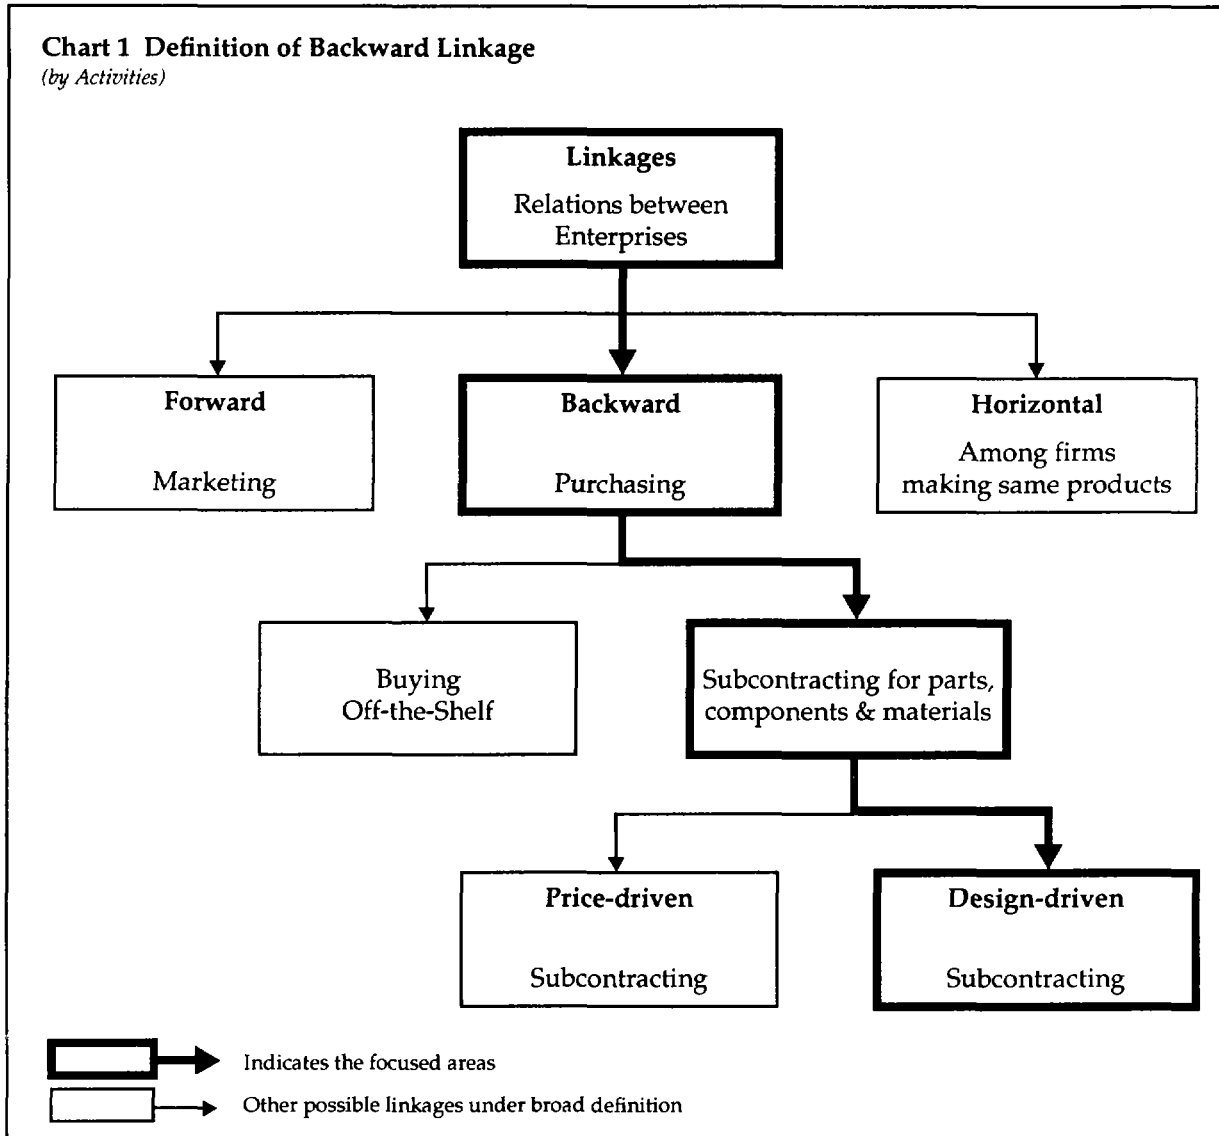 Chart 1 Definition of Backward Linkage
(by Activities)
Linkages
Relations between
Enterprises
Forward
Marketing
Backward
Purchasing
Horizontal
Among firms
making same products
Buying
Off-the-Shelf
Subcontracting for parts,
components & materials
Price-driven
Subcontracting
Design-driven
Subcontracting
Indicates the focused areas
Other possible linkages under broad definition